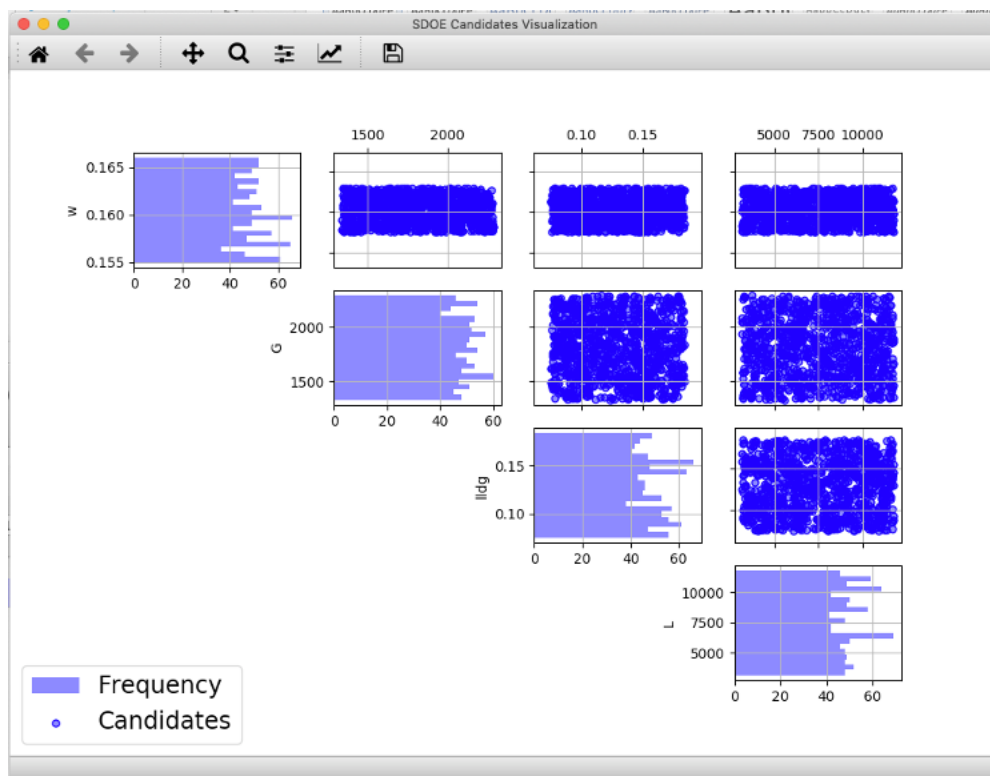 SDOE Candidates Visualization
1500 2000 0.10 0.15 5000 7500 10000
0.165
0.160
0.155
w
0 20 40 60
2000
1500
G
0 20 40 60
0.15
0.10
lldg
0 20 40 60
10000
7500
5000
L
0 20 40 60
Frequency
Candidates